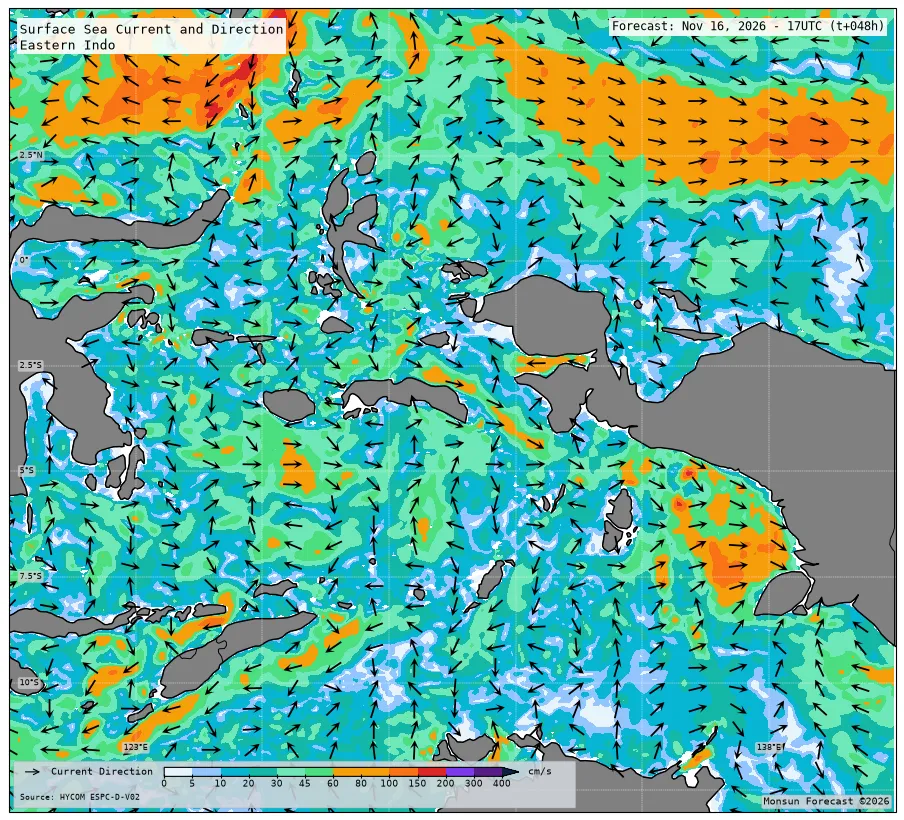 Surface Sea Current and Direction
Eastern Indo
Forecast: Nov 16, 2026 - 17UTC (t+048h)
2.5°N
0°
2.5°S
5°S
7.5°S
10°S
123°E
138°E
Current Direction
0 5 10 20 30 45 60 80 100 150 200 300 400
cm/s
Source: HYCOM ESPC-D-V02
Monsun Forecast ©2026